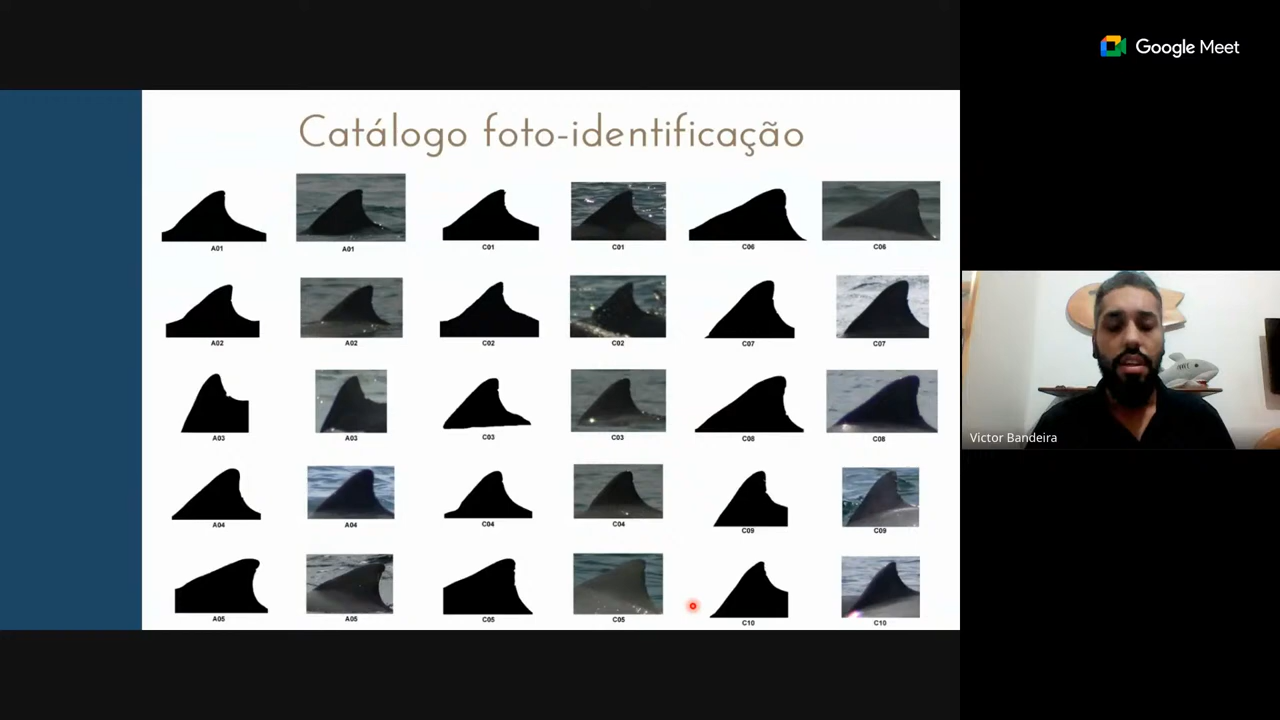 Google Meet
Catálogo foto-identificação
A01 A01 C01 C01 C06 C06
A02 A02 C02 C02 C07 C07
A03 A03 C03 C03 C08 C08
A04 A04 C04 C04 C09 C09
A05 A05 C05 C05 C10 C10
Victor Bandeira